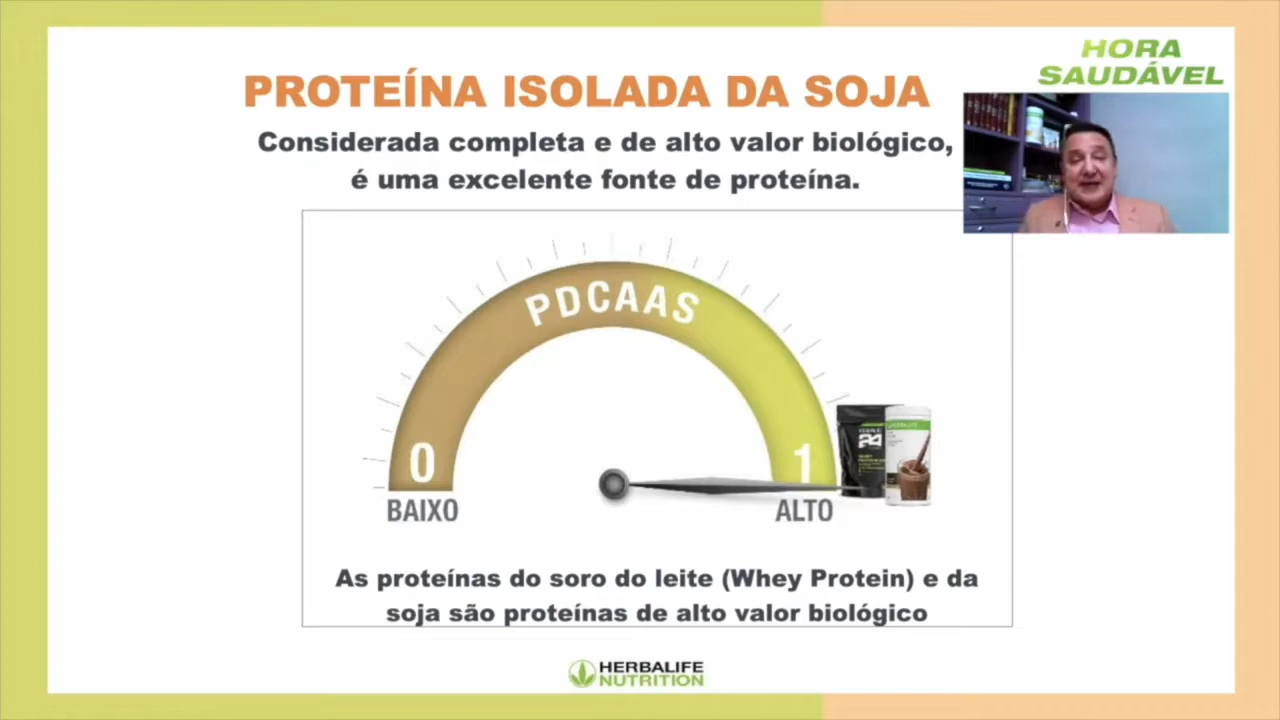 HORA
SAUDÁVEL
PROTEÍNA ISOLADA DA SOJA
Considerada completa e de alto valor biológico,
é uma excelente fonte de proteína.
PDCAAS
0
1
BAIXO
ALTO
24
As proteínas do soro do leite (Whey Protein) e da
soja são proteínas de alto valor biológico
HERBALIFE
NUTRITION